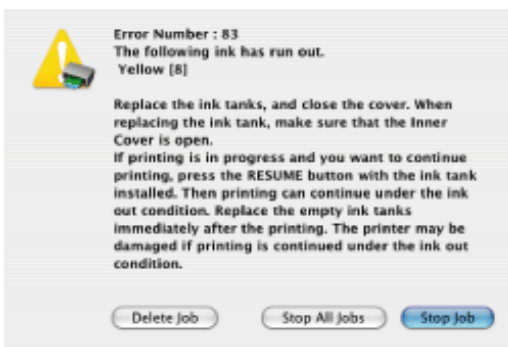 Error Number : 83
The following ink has run out.
Yellow [8]
Replace the ink tanks, and close the cover. When
replacing the ink tank, make sure that the Inner
Cover is open.
If printing is in progress and you want to continue
printing, press the RESUME button with the ink tank
installed. Then printing can continue under the ink
out condition. Replace the empty ink tanks
immediately after the printing. The printer may be
damaged if printing is continued under the ink out
condition.
Delete Job Stop All Jobs Stop Job